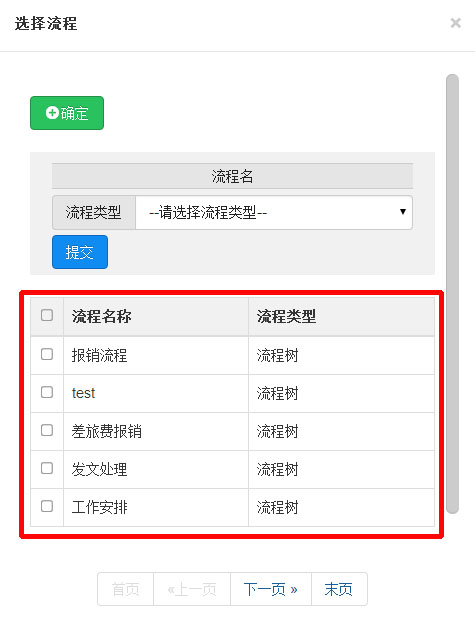 选择流程 ×
确定
流程名
流程类型 --请选择流程类型--
提交
流程名称 流程类型
报销流程 流程树
test 流程树
差旅费报销 流程树
发文处理 流程树
工作安排 流程树
首页 «上一页 下一页 » 末页